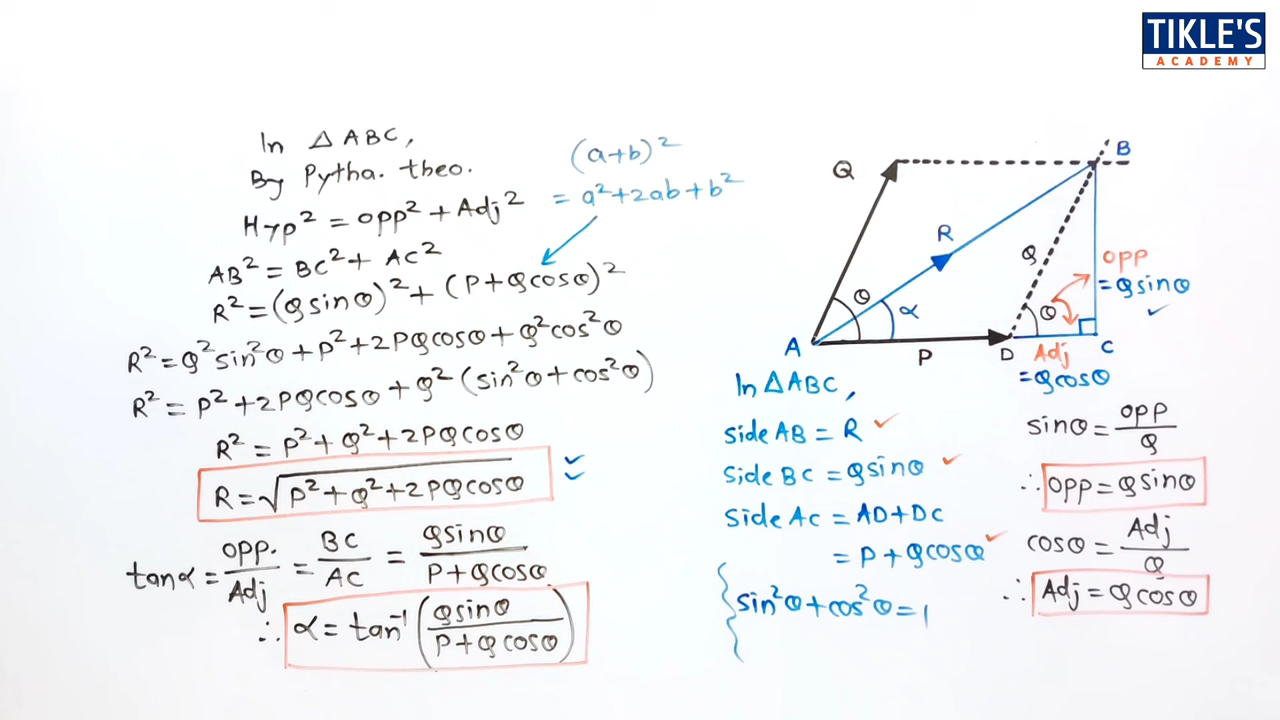 TIKLE'S
ACADEMY
In △ ABC,
By Pytha. theo.
Hyp² = opp² + Adj²
AB² = BC² + AC²
R² = (Qsinθ)² + (P+Qcosθ)²
R² = Q²sin²θ + P² + 2PQcosθ + Q²cos²θ
R² = P² + 2PQcosθ + Q² (sin²θ + cos²θ)
R² = P² + Q² + 2PQcosθ
R = √P² + Q² + 2PQcosθ
tanα = opp./Adj = BC/AC = Qsinθ/P+Qcosθ
∴ α = tan⁻¹ (Qsinθ/P+Qcosθ)
(a+b)²
= a²+2ab+b²
Q
B
R
Q
opp
= Qsinθ
θ
α
θ
A
P
D
Adj
C
= Qcosθ
In △ABC,
Side AB = R
Side BC = Qsinθ
Side AC = AD+DC
= P + Qcosθ
{sin²θ + cos²θ = 1
sinθ = opp/Q
∴ opp = Qsinθ
cosθ = Adj/Q
∴ Adj = Qcosθ